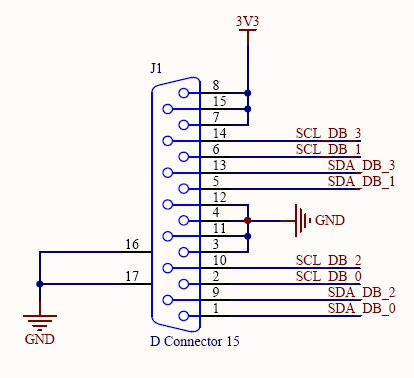 3V3
J1
8
15
7
14 SCL_DB_3
6 SCL_DB_1
13 SDA_DB_3
5 SDA_DB_1
12
4 GND
11
16 3
10 SCL_DB_2
17 2 SCL_DB_0
9 SDA_DB_2
1 SDA_DB_0
GND
D Connector 15